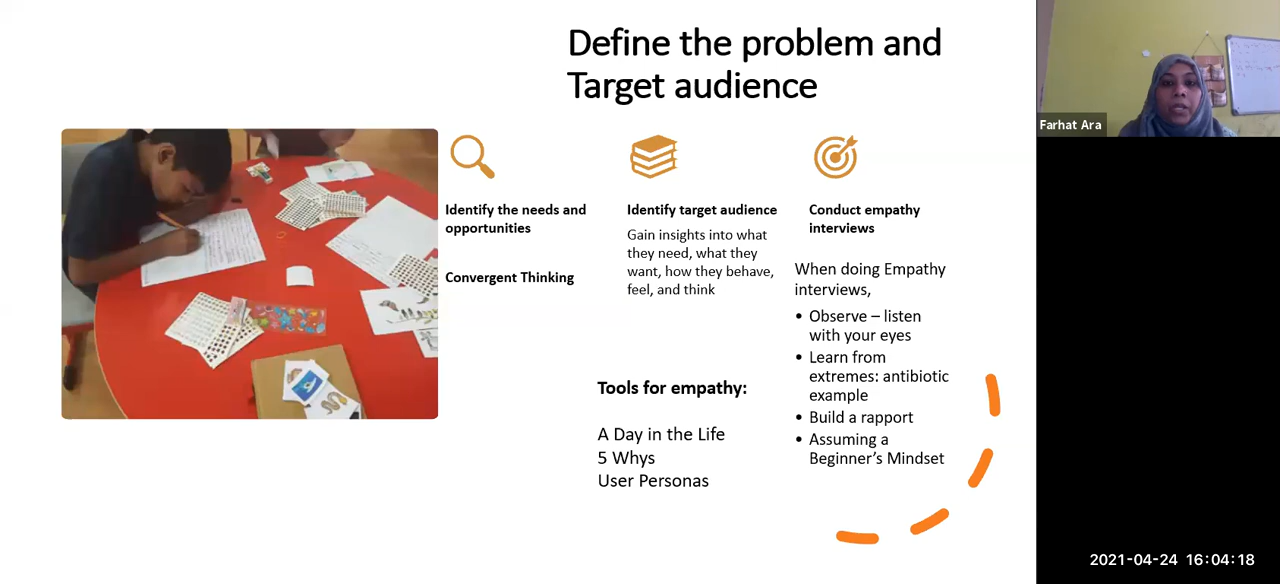 Define the problem and
Target audience
Identify the needs and
opportunities
Convergent Thinking
Identify target audience
Gain insights into what
they need, what they
want, how they behave,
feel, and think
Conduct empathy
interviews
When doing Empathy
interviews,
• Observe – listen
with your eyes
• Learn from
extremes: antibiotic
example
• Build a rapport
• Assuming a
Beginner’s Mindset
Tools for empathy:
A Day in the Life
5 Whys
User Personas
Farhat Ara
2021-04-24 16:04:18